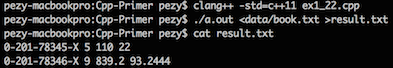 pezy-macbookpro:Cpp-Primer pezy$ clang++ -std=c++11 ex1_22.cpp
pezy-macbookpro:Cpp-Primer pezy$ ./a.out <data/book.txt >result.txt
pezy-macbookpro:Cpp-Primer pezy$ cat result.txt
0-201-78345-X 5 110 22
0-201-78346-X 9 839.2 93.2444